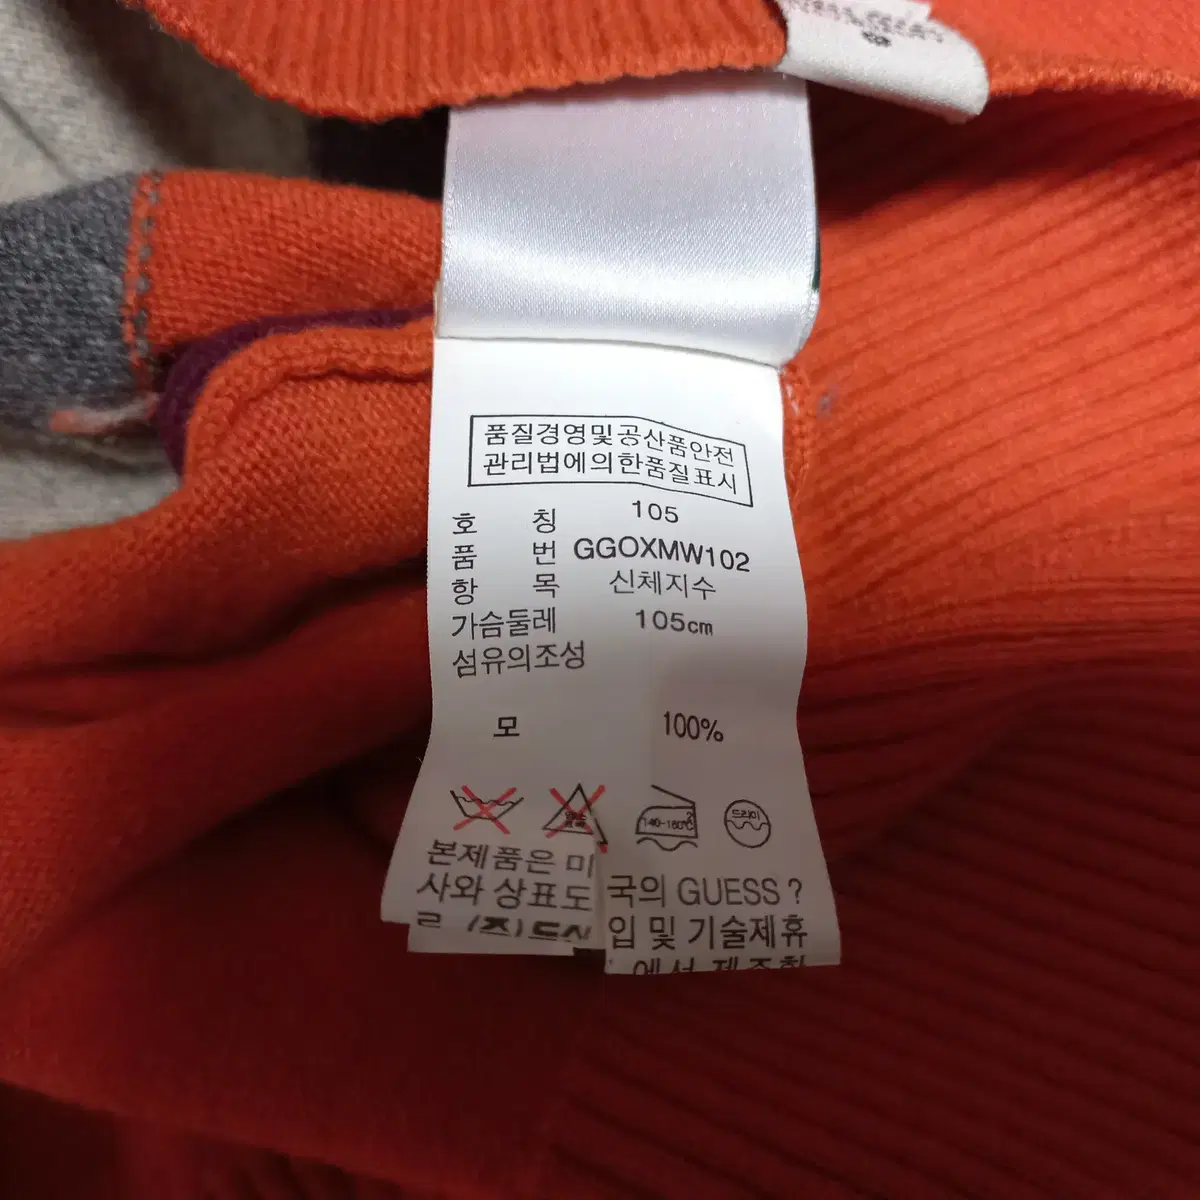 품질경영및공산품안전
관리법에의한품질표시
호 칭 105
품 번 GGOXMW102
항 목 신체지수
가슴둘레 105cm
섬유의조성
모 100%
140-160℃ 드라이
본제품은 미국의 GUESS ?
사와 상표도입 및 기술제휴